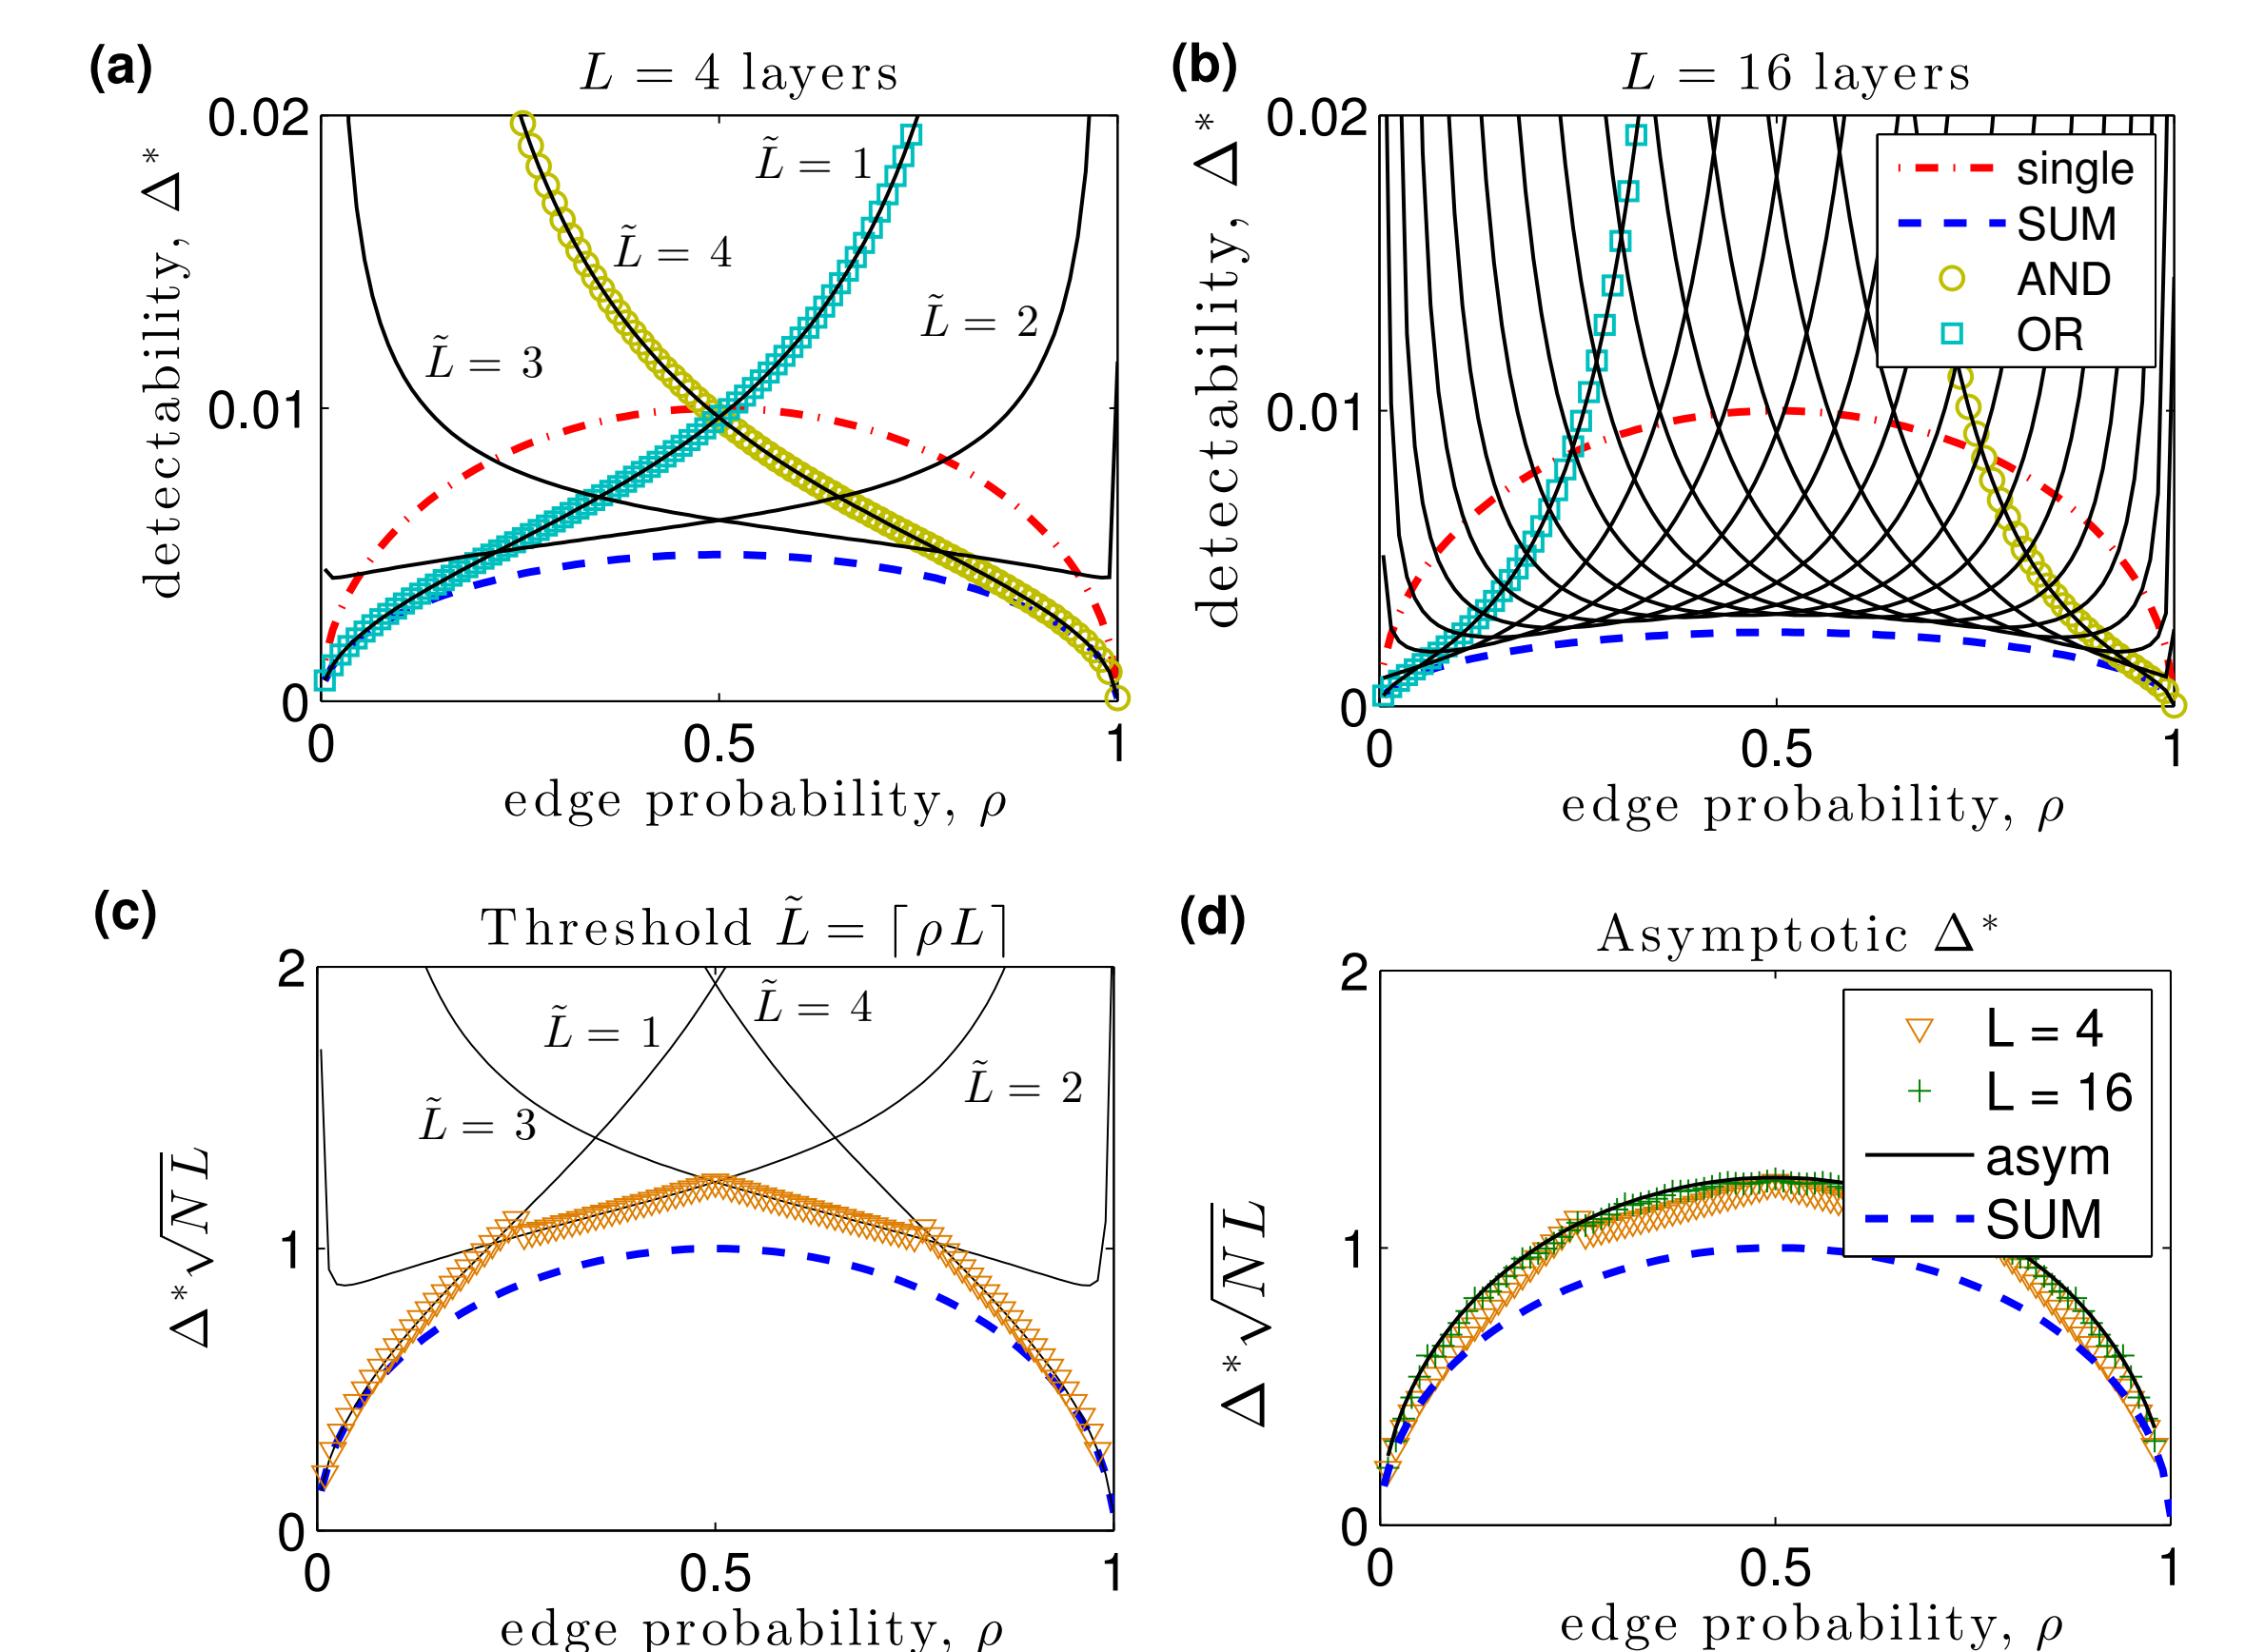 (a)
L = 4 layers
0.02
0.01
0
detectability, Δ*
L̃ = 1
L̃ = 4
L̃ = 2
L̃ = 3
0 0.5 1
edge probability, ρ
(b)
L = 16 layers
0.02
0.01
0
detectability, Δ*
single
SUM
AND
OR
0 0.5 1
edge probability, ρ
(c)
Threshold L̃ = ⌈ρL⌉
2
1
0
Δ*√NL
L̃ = 1
L̃ = 4
L̃ = 2
L̃ = 3
0 0.5 1
edge probability, ρ
(d)
Asymptotic Δ*
2
1
0
Δ*√NL
L = 4
L = 16
asym
SUM
0 0.5 1
edge probability, ρ